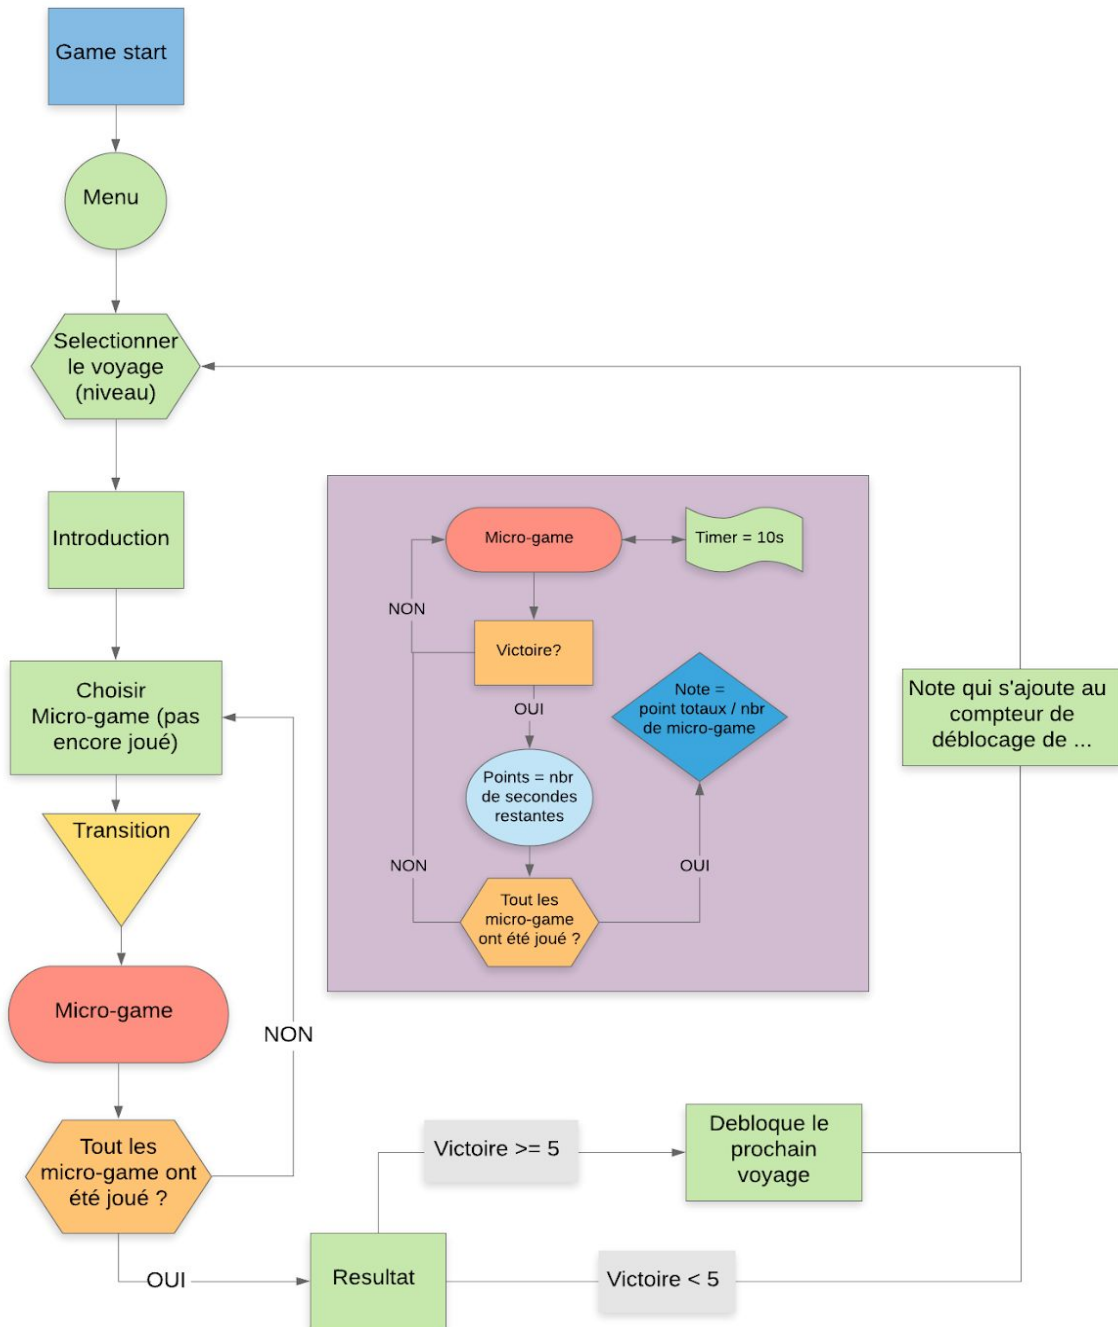 Game start
Menu
Selectionner
le voyage
(niveau)
Introduction
Choisir
Micro-game (pas
encore joué)
Transition
Micro-game
NON
Tout les
micro-game ont
été joué ?
OUI
Resultat
Victoire >= 5
Debloque le
prochain
voyage
Victoire < 5
Note qui s'ajoute au
compteur de
déblocage de ...
Micro-game
Timer = 10s
NON
Victoire?
OUI
Points = nbr
de secondes
restantes
NON
Tout les
micro-game
ont été joué ?
OUI
Note =
point totaux / nbr
de micro-game